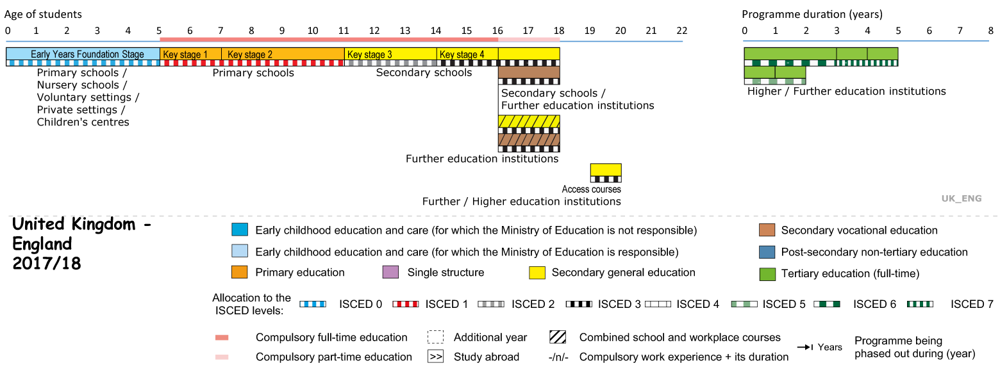 Age of students
Programme duration (years)
0 1 2 3 4 5 6 7 8 9 10 11 12 13 14 15 16 17 18 19 20 21 22
0 1 2 3 4 5 6 7 8
Early Years Foundation Stage
Key stage 1
Key stage 2
Key stage 3
Key stage 4
Primary schools /
Nursery schools /
Voluntary settings /
Private settings /
Children's centres
Primary schools
Secondary schools
Secondary schools /
Further education institutions
Further education institutions
Access courses
Further / Higher education institutions
Higher / Further education institutions
UK_ENG
United Kingdom -
England
2017/18
Early childhood education and care (for which the Ministry of Education is not responsible)
Secondary vocational education
Early childhood education and care (for which the Ministry of Education is responsible)
Post-secondary non-tertiary education
Primary education
Single structure
Secondary general education
Tertiary education (full-time)
Allocation to the
ISCED levels:
ISCED 0
ISCED 1
ISCED 2
ISCED 3
ISCED 4
ISCED 5
ISCED 6
ISCED 7
Compulsory full-time education
Additional year
Combined school and workplace courses
Years
Programme being
phased out during (year)
Compulsory part-time education
>> Study abroad
-/n/- Compulsory work experience + its duration